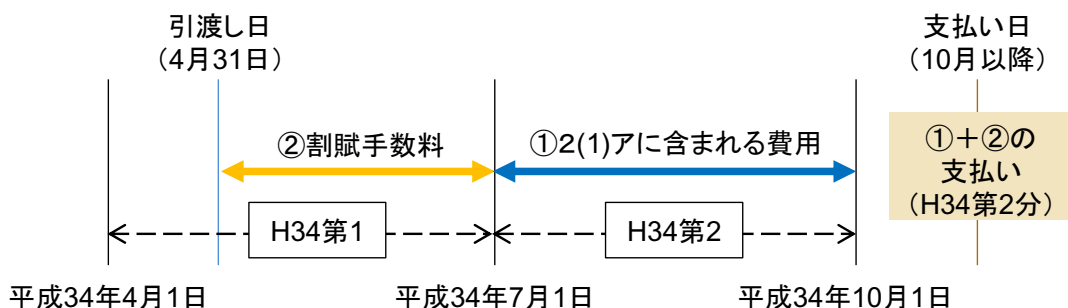 引渡し日
（4月31日）
支払い日
（10月以降）
②割賦手数料
①2(1)アに含まれる費用
①＋②の
支払い
（H34第2分）
H34第1
H34第2
平成34年4月1日
平成34年7月1日
平成34年10月1日